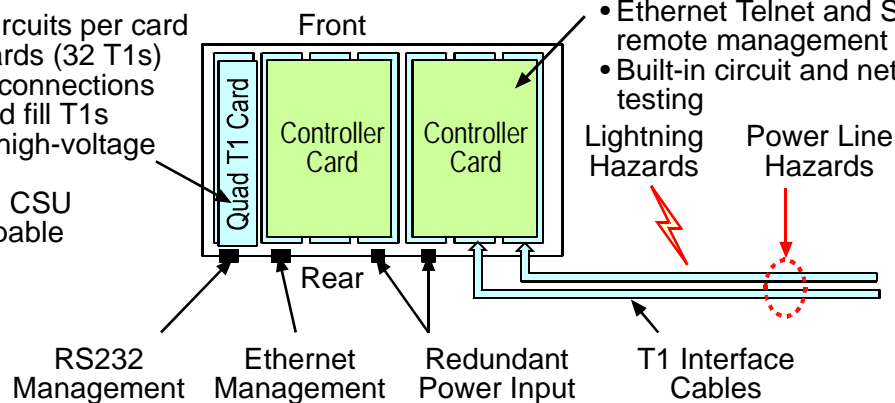 ircuits per card
ards (32 T1s)
connections
d fill T1s
high-voltage
CSU
pable
Front
• Ethernet Telnet and S
remote management
• Built-in circuit and net
testing
Quad T1 Card
Controller
Card
Controller
Card
Lightning
Hazards
Power Line
Hazards
Rear
RS232
Management
Ethernet
Management
Redundant
Power Input
T1 Interface
Cables